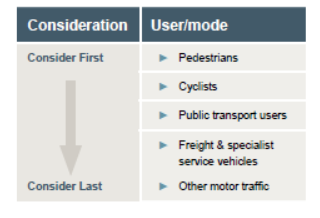 Consideration User/mode
Consider First Pedestrians
Cyclists
Public transport users
Freight & specialist
service vehicles
Consider Last Other motor traffic